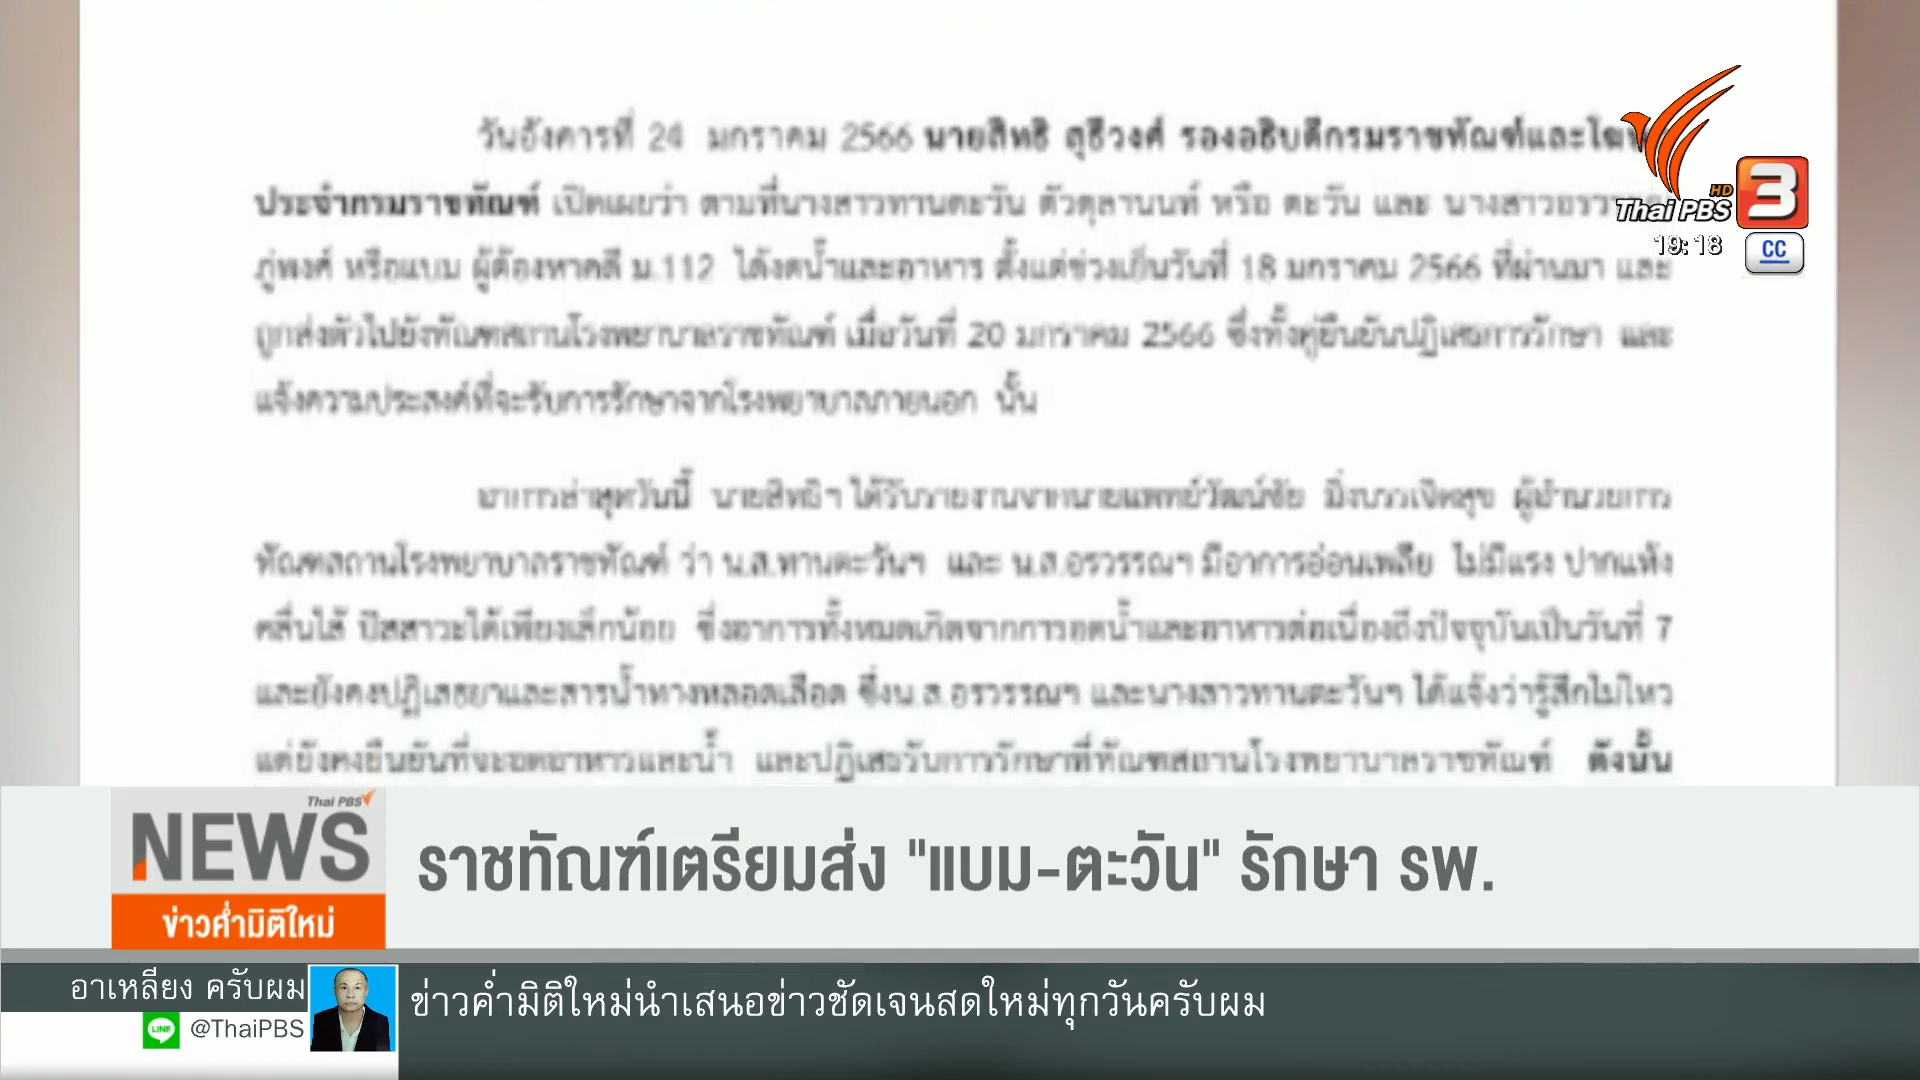 วันอังคารที่ 24 มกราคม 2566 นายสิทธิ สุธีวงศ์ รองอธิบดีกรมราชทัณฑ์และโฆษก
ประจำกรมราชทัณฑ์ เปิดเผยว่า ตามที่นางสาวทานตะวัน ตัวตุลานนท์ หรือ ตะวัน และ นางสาวอรวรรณ
ภู่พงศ์ หรือแบม ผู้ต้องหาคดี ม.112 ได้งดน้ำและอาหาร ตั้งแต่ช่วงเย็นวันที่ 18 มกราคม 2566 ที่ผ่านมา และ
ถูกส่งตัวไปยังทัณฑสถานโรงพยาบาลราชทัณฑ์ เมื่อวันที่ 20 มกราคม 2566 ซึ่งทั้งคู่ยืนยันปฏิเสธการรักษา และ
แจ้งความประสงค์ที่จะรับการรักษาจากโรงพยาบาลภายนอก นั้น
อาการล่าสุดวันนี้ นายสิทธิฯ ได้รับรายงานจากนายแพทย์วัฒน์ชัย มิ่งบรรเจิดสุข ผู้อำนวยการ
ทัณฑสถานโรงพยาบาลราชทัณฑ์ ว่า น.ส.ทานตะวันฯ และ น.ส.อรวรรณฯ มีอาการอ่อนเพลีย ไม่มีแรง ปากแห้ง
คลื่นไส้ ปัสสาวะได้เพียงเล็กน้อย ซึ่งอาการทั้งหมดเกิดจากการอดน้ำและอาหารต่อเนื่องถึงปัจจุบันเป็นวันที่ 7
และยังคงปฏิเสธยาและสารน้ำทางหลอดเลือด ซึ่งน.ส.อรวรรณฯ และนางสาวทานตะวันฯ ได้แจ้งว่ารู้สึกไม่ไหว
แต่ยังคงยืนยันที่จะอดอาหารและน้ำ และปฏิเสธรับการรักษาที่ทัณฑสถานโรงพยาบาลราชทัณฑ์ ดังนั้น
HD
Thai PBS 3
19:18
CC
Thai PBS
NEWS
ข่าวค่ำมิติใหม่
ราชทัณฑ์เตรียมส่ง "แบม-ตะวัน" รักษา รพ.
อาเหลียง ครับผม
LINE @ThaiPBS
ข่าวค่ำมิติใหม่นำเสนอข่าวชัดเจนสดใหม่ทุกวันครับผม